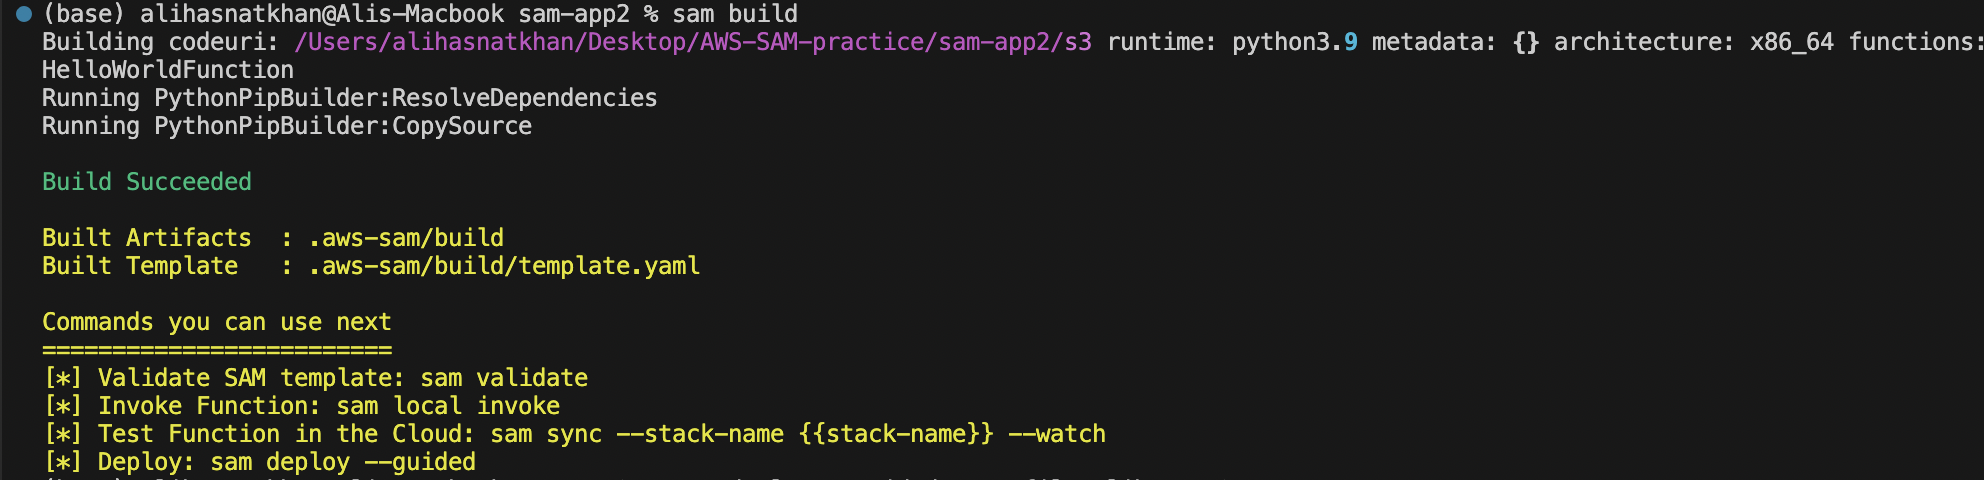 (base) alihasnatkhan@Alis-Macbook sam-app2 % sam build
Building codeuri: /Users/alihasnatkhan/Desktop/AWS-SAM-practice/sam-app2/s3 runtime: python3.9 metadata: {} architecture: x86_64 functions:
HelloWorldFunction
Running PythonPipBuilder:ResolveDependencies
Running PythonPipBuilder:CopySource
Build Succeeded
Built Artifacts  : .aws-sam/build
Built Template   : .aws-sam/build/template.yaml
Commands you can use next
=========================
[*] Validate SAM template: sam validate
[*] Invoke Function: sam local invoke
[*] Test Function in the Cloud: sam sync --stack-name {{stack-name}} --watch
[*] Deploy: sam deploy --guided